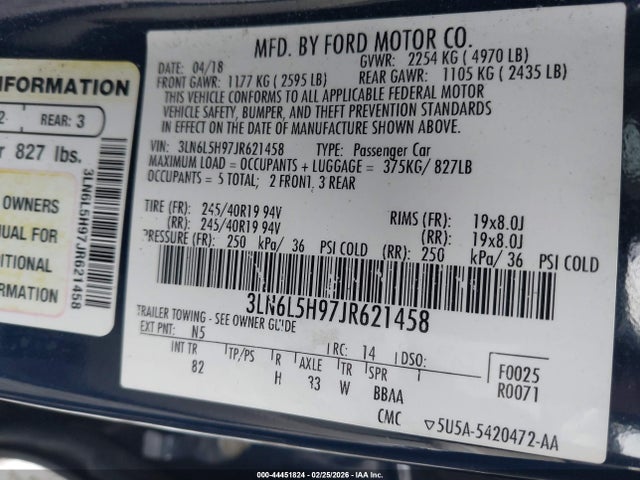 MFD. BY FORD MOTOR CO.
04/18 GVWR: 2254 KG ( 4970 LB)
FRONT GAWR: 1177 KG ( 2595 LB) REAR GAWR: 1105 KG ( 2435 LB)
THIS VEHICLE CONFORMS TO ALL APPLICABLE FEDERAL MOTOR
VEHICLE SAFETY, BUMPER, AND THEFT PREVENTION STANDARDS
IN EFFECT ON THE DATE OF MANUFACTURE SHOWN ABOVE.
VIN: 3LN6L5H97JR621458 TYPE: Passenger Car
MAXIMUM LOAD = OCCUPANTS + LUGGAGE = 375KG/ 827LB
OCCUPANTS = 5 TOTAL; 2 FRONT, 3 REAR
TIRE (FR): 245/40R19 94V RIMS (FR): 19x8.0J
(RR): 245/40R19 94V (RR): 19x8.0J
PRESSURE (FR): 250 kPa/ 36 PSI COLD (RR): 250 kPa/ 36 PSI COLD
3LN6L5H97JR621458
TRAILER TOWING - SEE OWNER GUIDE
EXT PNT: N5 RC: 14 DSO:
INT TR TP/PS R AXLE TR SPR
82 H 33 W BBAA
F0025
R0071
CMC 5U5A-5420472-AA
INFORMATION
2 REAR: 3
827 lbs.
OWNERS
MANUAL FOR
ADDITIONAL
INFORMATION
3LN6L5H97JR621458
000-44451824 - 02/25/2026 - IAA Inc.